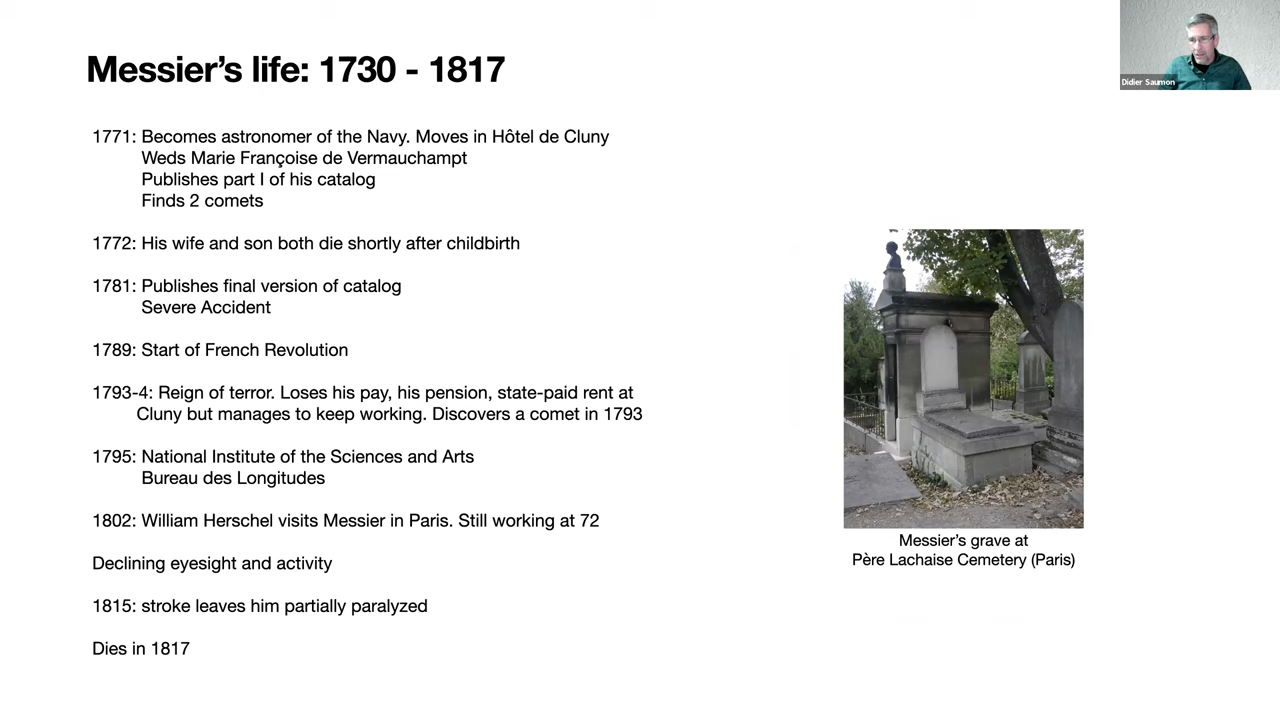 Messier’s life: 1730 - 1817
Didier Saumon
1771: Becomes astronomer of the Navy. Moves in Hôtel de Cluny
Weds Marie Françoise de Vermauchampt
Publishes part I of his catalog
Finds 2 comets
1772: His wife and son both die shortly after childbirth
1781: Publishes final version of catalog
Severe Accident
1789: Start of French Revolution
1793-4: Reign of terror. Loses his pay, his pension, state-paid rent at
Cluny but manages to keep working. Discovers a comet in 1793
1795: National Institute of the Sciences and Arts
Bureau des Longitudes
1802: William Herschel visits Messier in Paris. Still working at 72
Declining eyesight and activity
1815: stroke leaves him partially paralyzed
Dies in 1817
Messier’s grave at
Père Lachaise Cemetery (Paris)